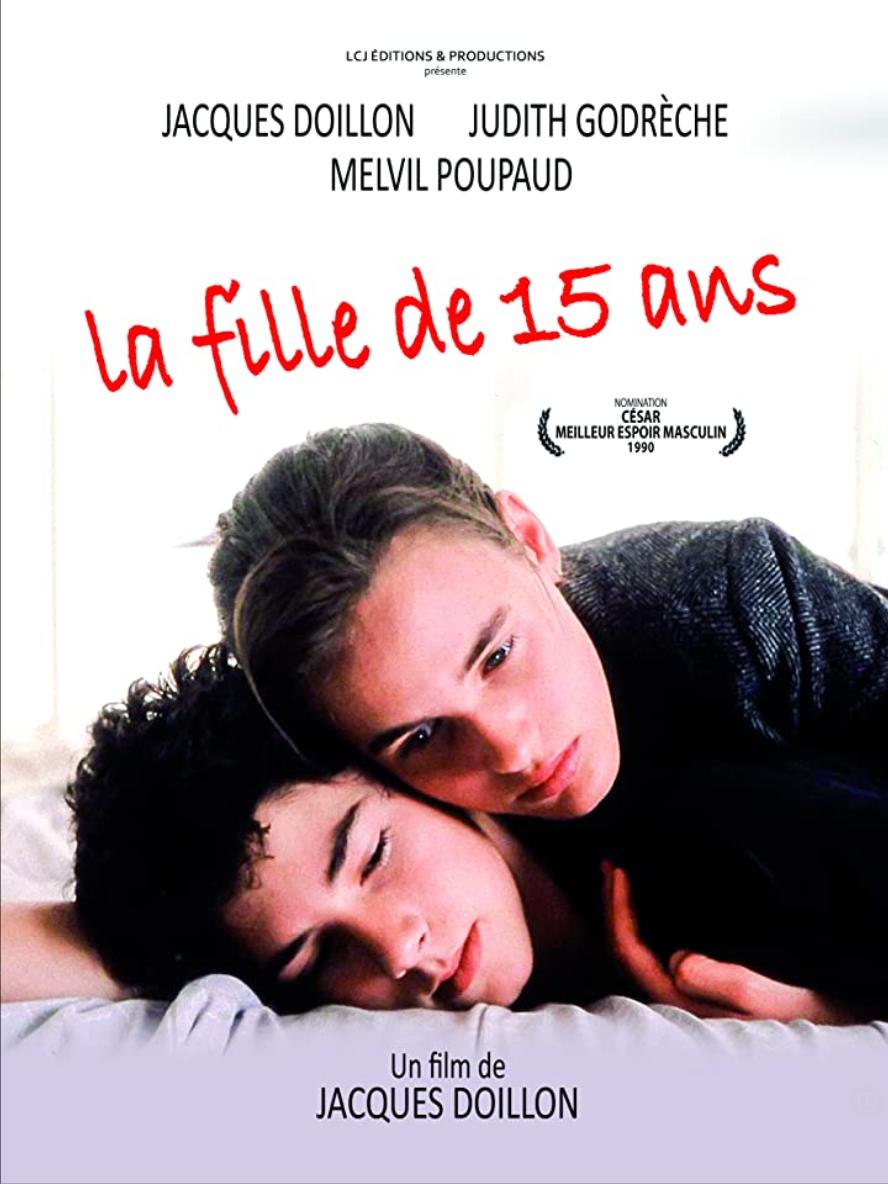 LCJ ÉDITIONS & PRODUCTIONS
présente
JACQUES DOILLON JUDITH GODRÈCHE
MELVIL POUPAUD
la fille de 15 ans
NOMINATION
CÉSAR
MEILLEUR ESPOIR MASCULIN
1990
Un film de
JACQUES DOILLON